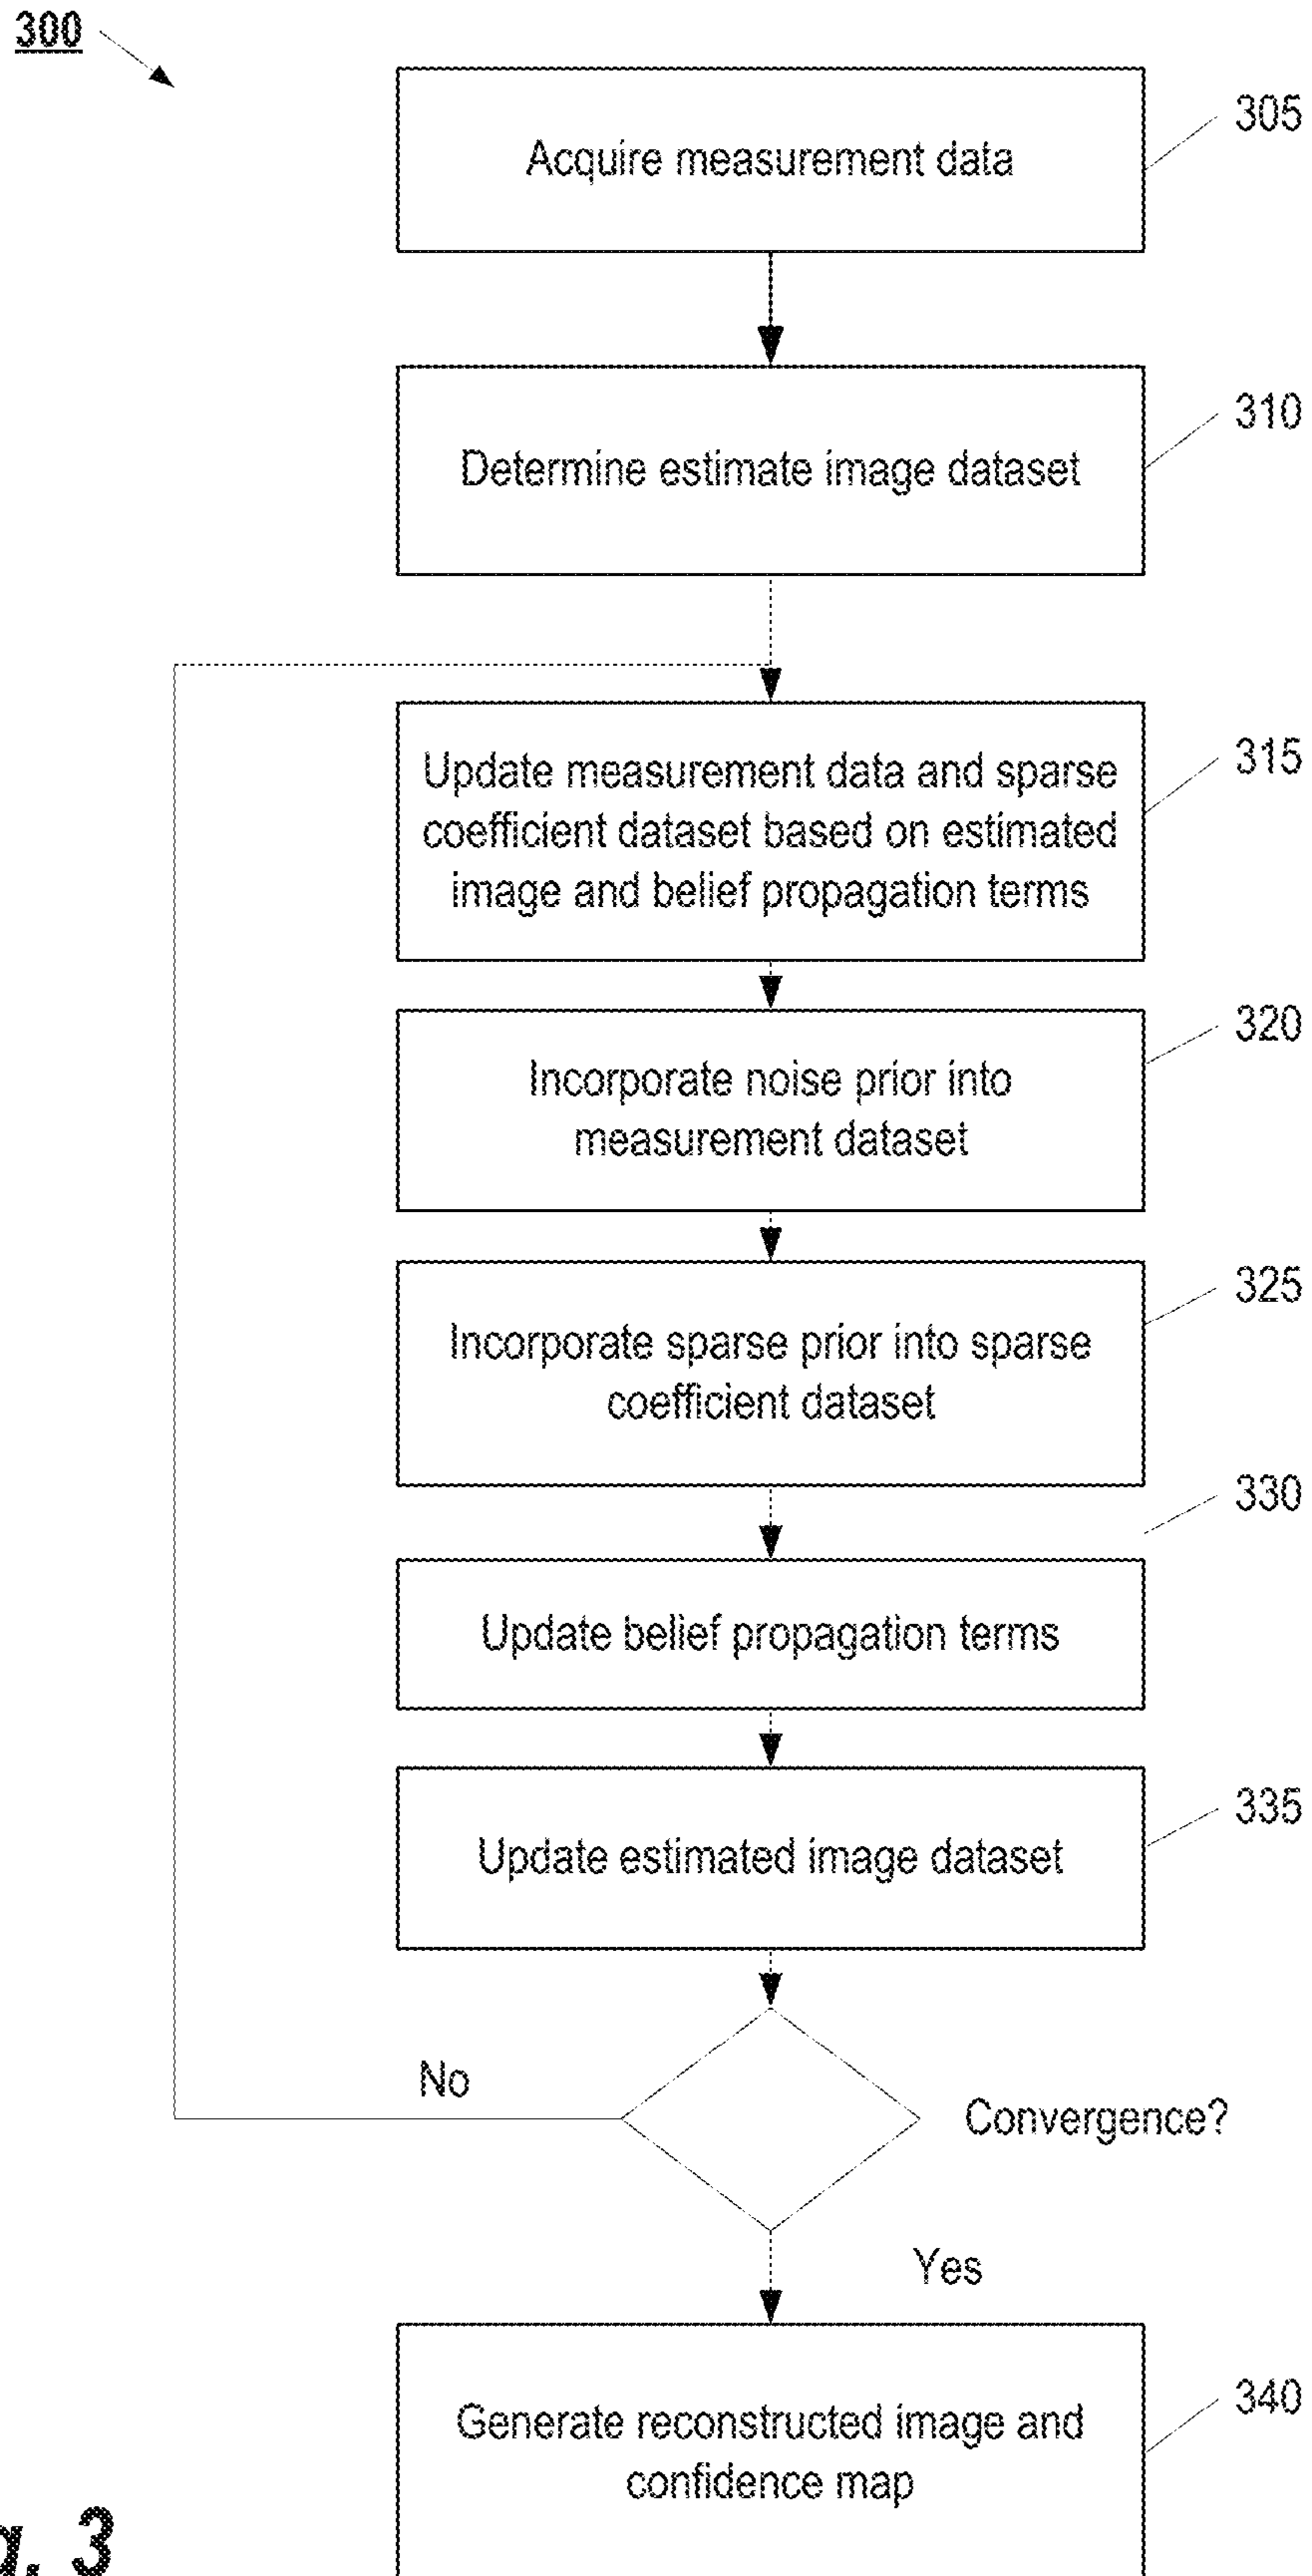 300
305
Acquire measurement data
310
Determine estimate image dataset
315
Update measurement data and sparse
coefficient dataset based on estimated
image and belief propagation terms
320
Incorporate noise prior into
measurement dataset
325
Incorporate sparse prior into sparse
coefficient dataset
330
Update belief propagation terms
335
Update estimated image dataset
No
Convergence?
Yes
340
Generate reconstructed image and
confidence map
3